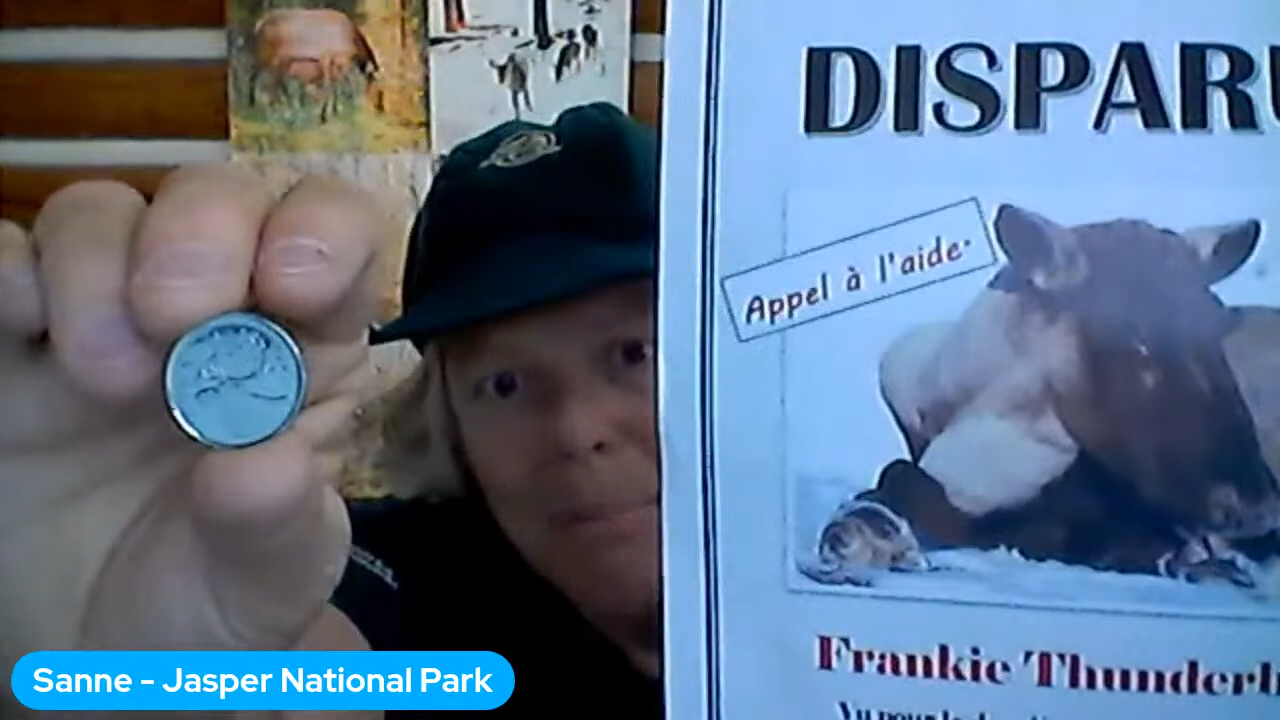 DISPARU
Appel à l'aide
Frankie Thunderb
Sanne - Jasper National Park